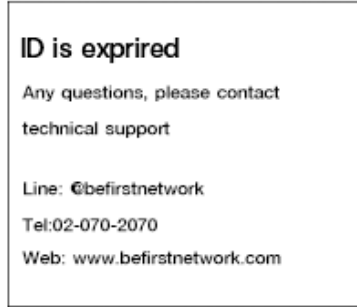 ID is exprired
Any questions, please contact
technical support
Line: @befirstnetwork
Tel:02-070-2070
Web: www.befirstnetwork.com